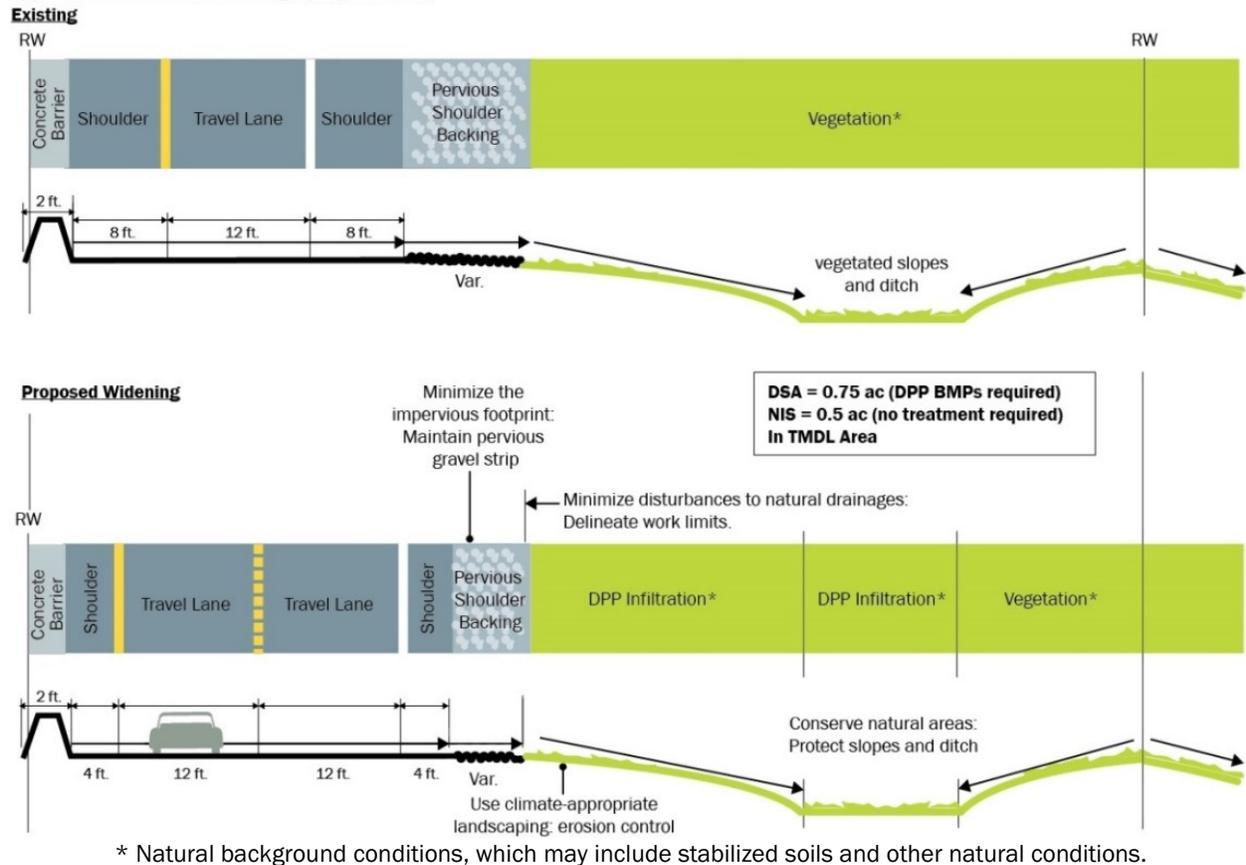 Existing
RW
RW
Concrete
Barrier
Shoulder
Travel Lane
Shoulder
Pervious
Shoulder
Backing
Vegetation*
2 ft.
8 ft.
12 ft.
8 ft.
Var.
vegetated slopes
and ditch
Proposed Widening
Minimize the
impervious footprint:
Maintain pervious
gravel strip
DSA = 0.75 ac (DPP BMPs required)
NIS = 0.5 ac (no treatment required)
In TMDL Area
Minimize disturbances to natural drainages:
Delineate work limits.
RW
Concrete
Barrier
Shoulder
Travel Lane
Travel Lane
Shoulder
Pervious
Shoulder
Backing
DPP Infiltration*
DPP Infiltration*
Vegetation*
2 ft.
4 ft.
12 ft.
12 ft.
4 ft.
Var.
Conserve natural areas:
Protect slopes and ditch
Use climate-appropriate
landscaping: erosion control
* Natural background conditions, which may include stabilized soils and other natural conditions.